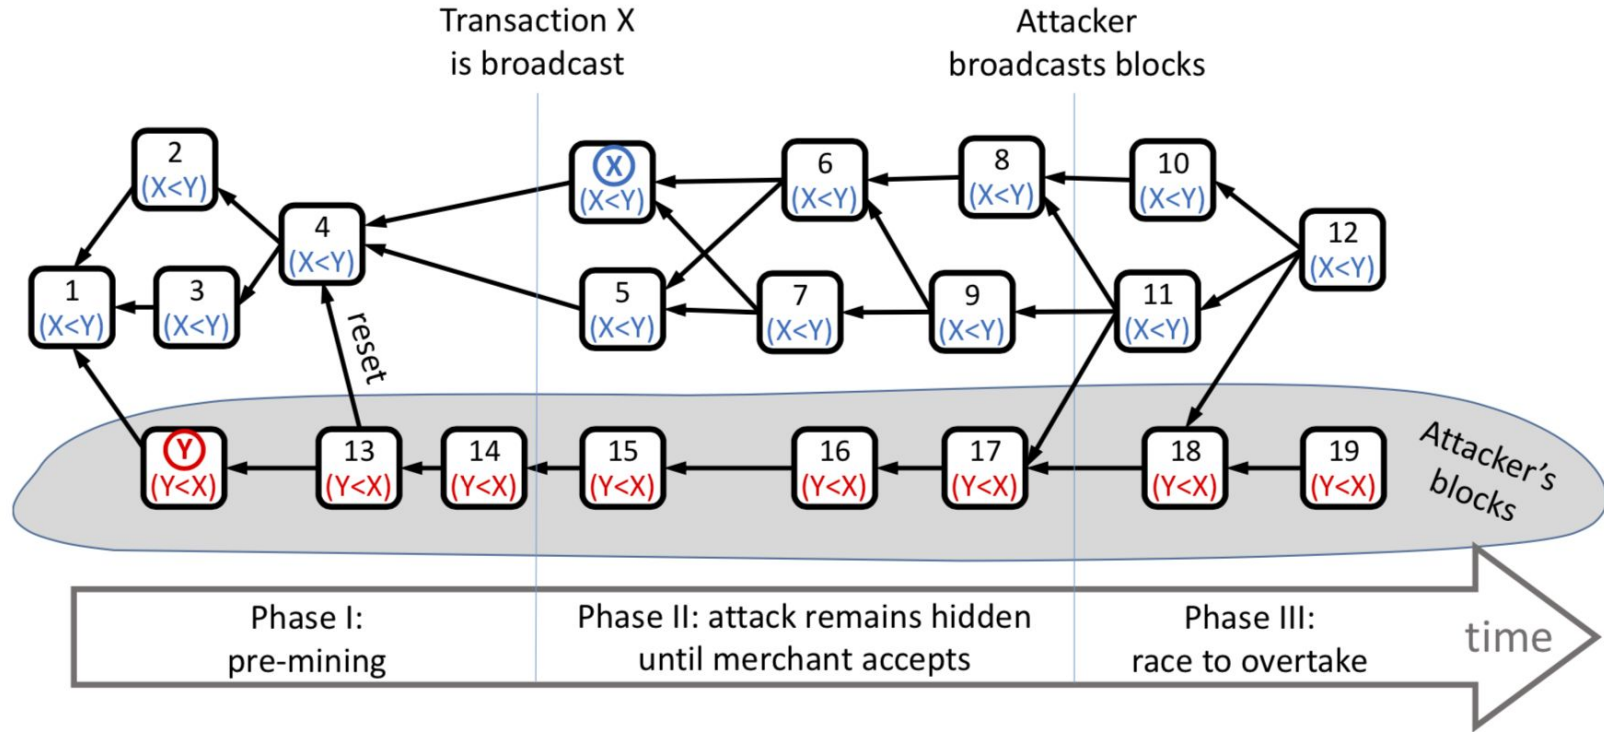 Transaction X
is broadcast
Attacker
broadcasts blocks
2
(X<Y)
X
(X<Y)
6
(X<Y)
8
(X<Y)
10
(X<Y)
4
(X<Y)
12
(X<Y)
1
(X<Y)
3
(X<Y)
5
(X<Y)
7
(X<Y)
9
(X<Y)
11
(X<Y)
reset
Y
(Y<X)
13
(Y<X)
14
(Y<X)
15
(Y<X)
16
(Y<X)
17
(Y<X)
18
(Y<X)
19
(Y<X)
Attacker's
blocks
Phase I:
pre-mining
Phase II: attack remains hidden
until merchant accepts
Phase III:
race to overtake
time